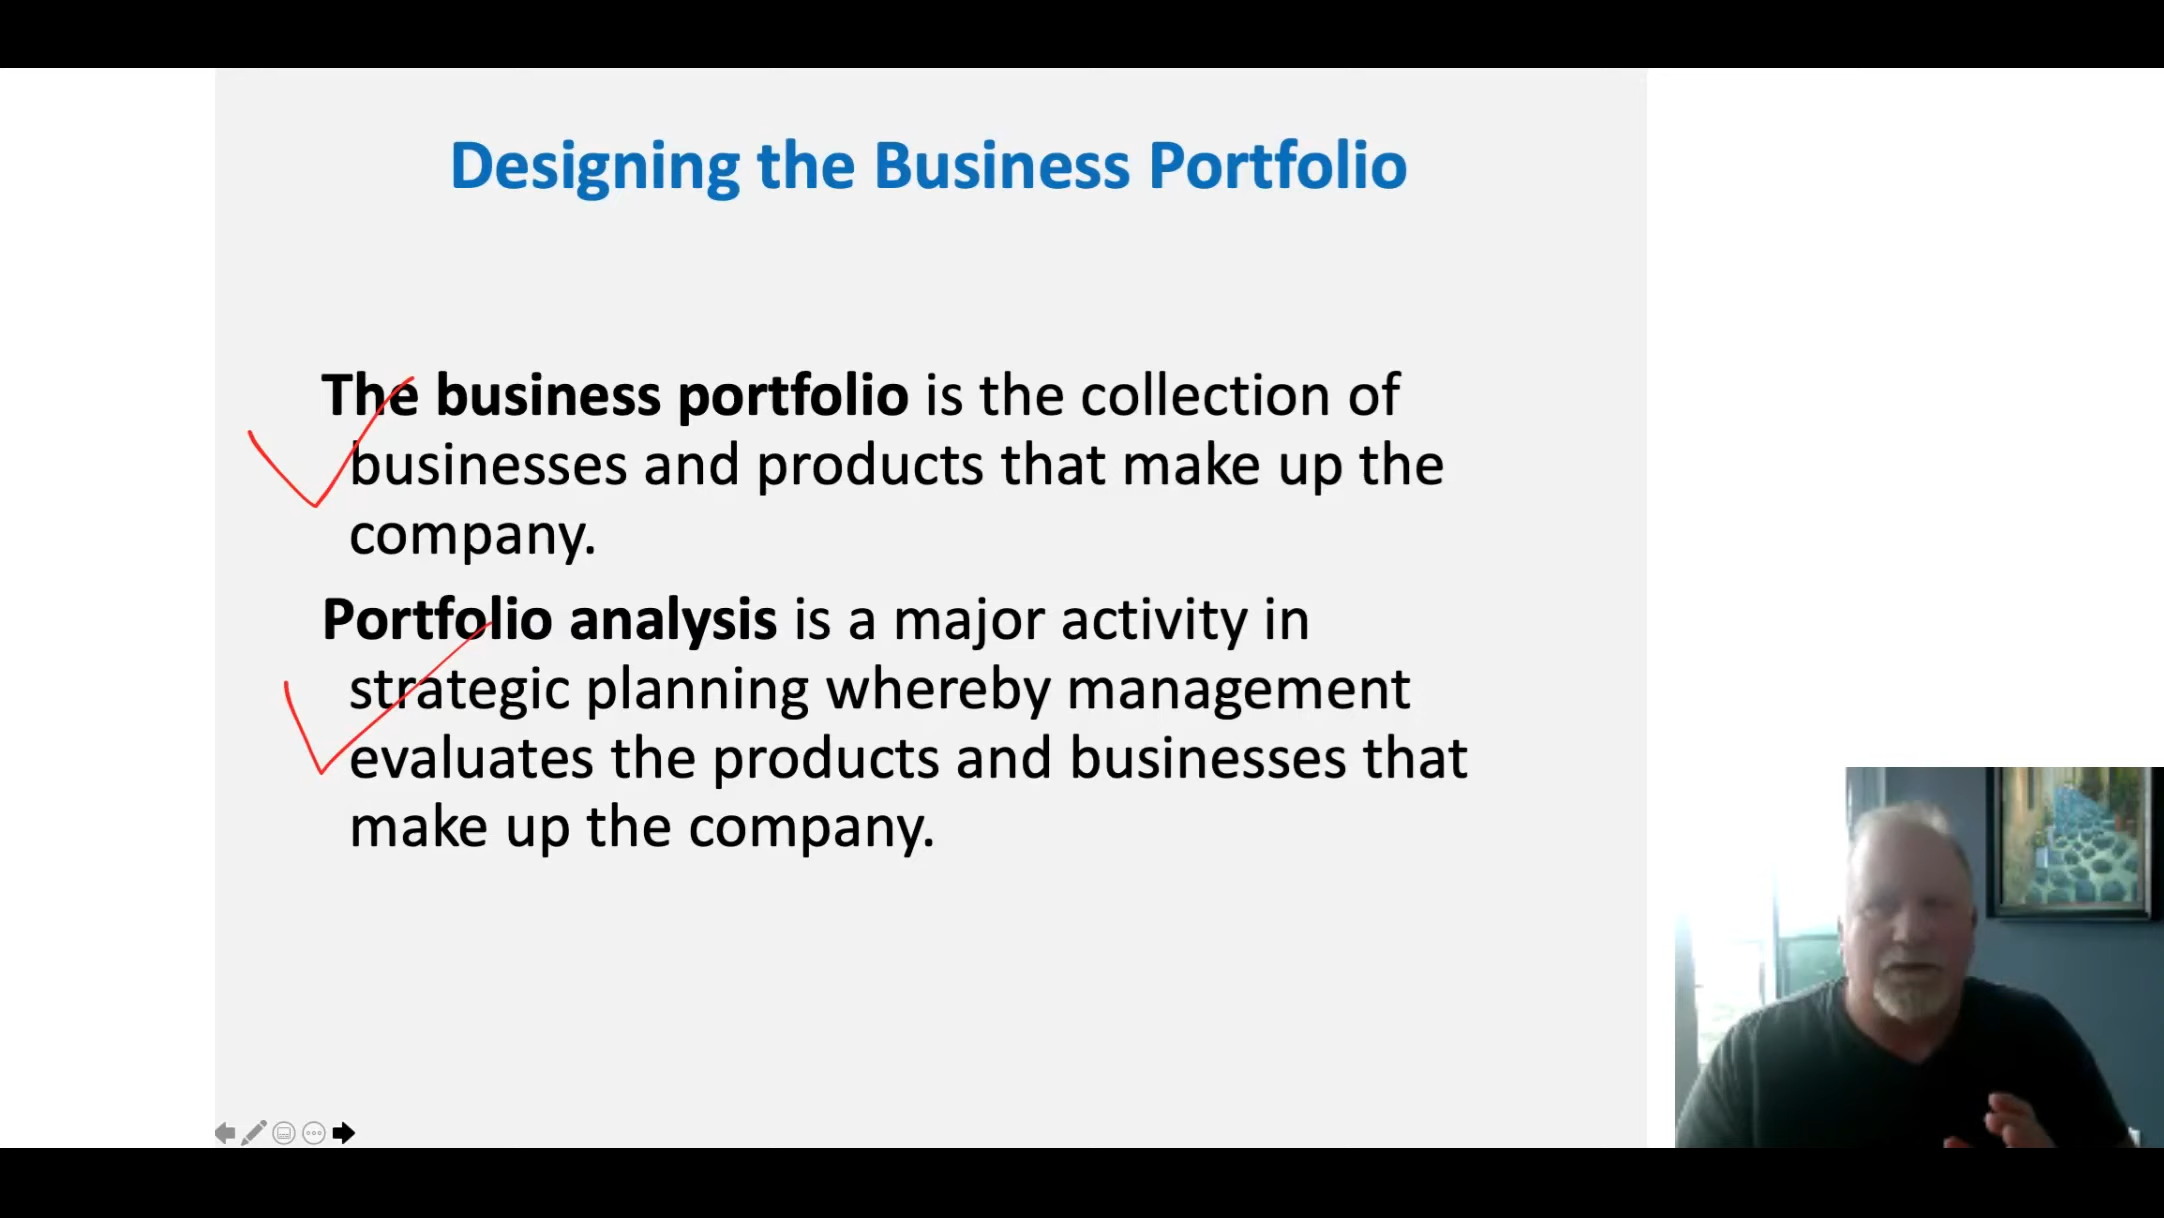 Designing the Business Portfolio
The business portfolio is the collection of
businesses and products that make up the
company.
Portfolio analysis is a major activity in
strategic planning whereby management
evaluates the products and businesses that
make up the company.